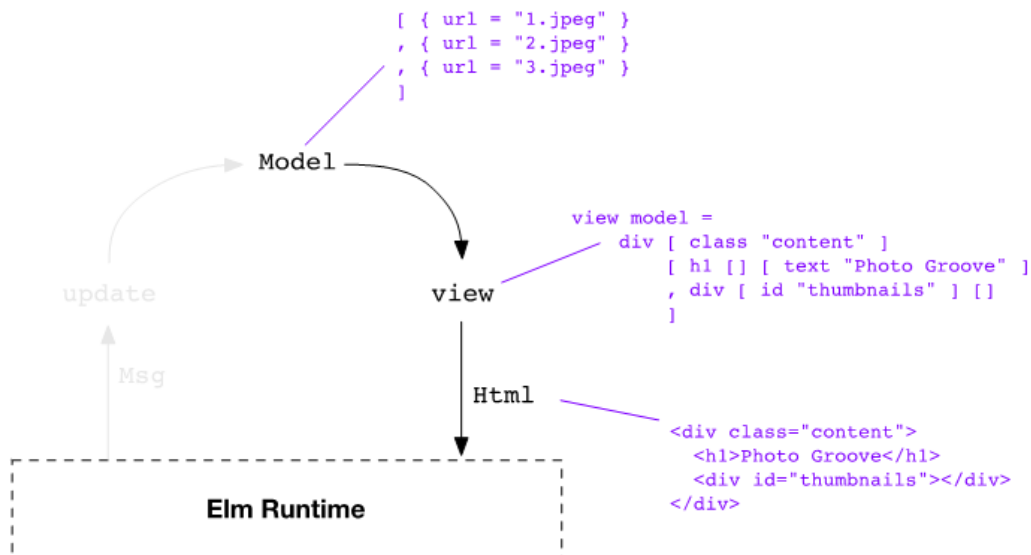 [ { url = "1.jpeg" }
, { url = "2.jpeg" }
, { url = "3.jpeg" }
]
Model
view model =
div [ class "content" ]
[ h1 [] [ text "Photo Groove" ]
, div [ id "thumbnails" ] []
]
update
view
Msg
Html
<div class="content">
<h1>Photo Groove</h1>
<div id="thumbnails"></div>
</div>
Elm Runtime